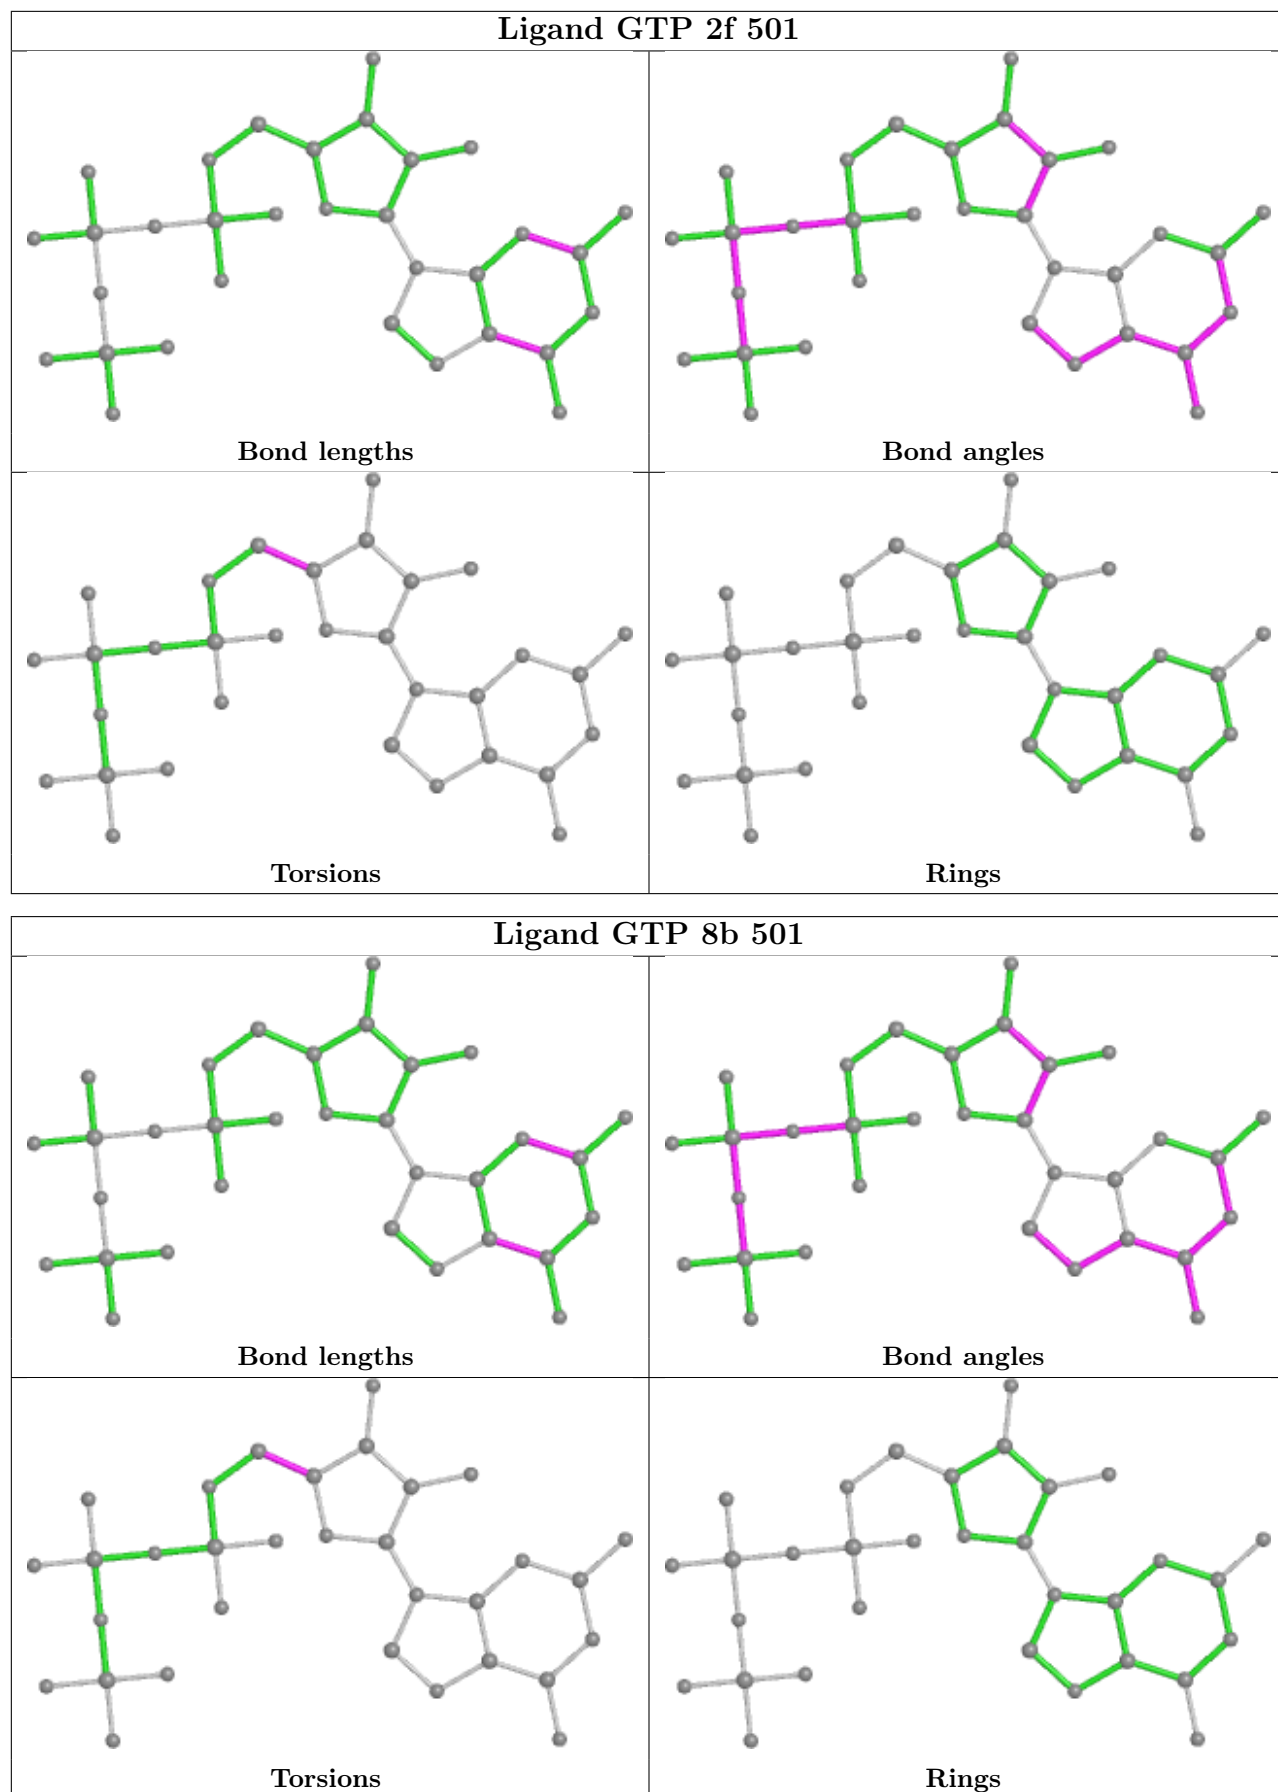 Ligand GTP 2f 501
Bond lengths
Bond angles
Torsions
Rings
Ligand GTP 8b 501
Bond lengths
Bond angles
Torsions
Rings